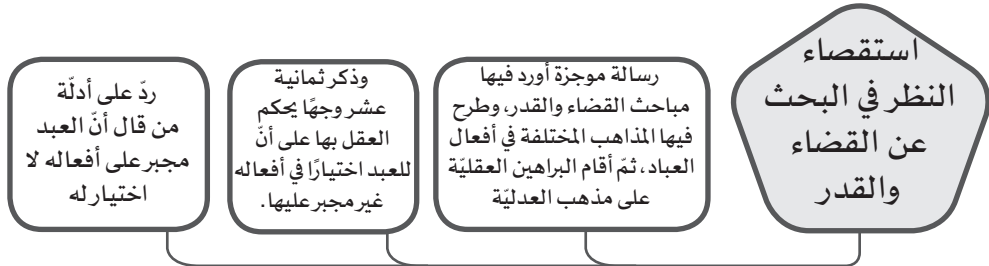 استقصاء
النظر في البحث
عن القضاء
والقدر
رسالة موجزة أورد فيها
مباحث القضاء والقدر، وطرح
فيها المذاهب المختلفة في أفعال
العباد، ثمّ أقام البراهين العقليّة
على مذهب العدليّة
وذكر ثمانية
عشر وجهًا يحكم
العقل بها على أنّ
للعبد اختيارًا في أفعاله
غير مجبر عليها.
ردّ على أدلّة
من قال أنّ العبد
مجبر على أفعاله لا
اختيار له